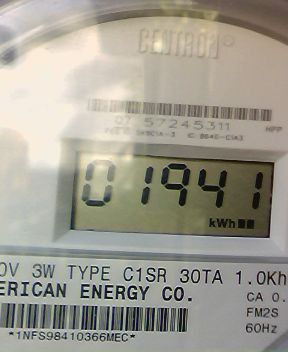 CENTRON®
07 57245311
HPP
01941
kWh
0V 3W TYPE C1SR 30TA 1.0Kh
ERICAN ENERGY CO.
CA 0.
FM2S
60Hz
*1NFS98410366MEC*